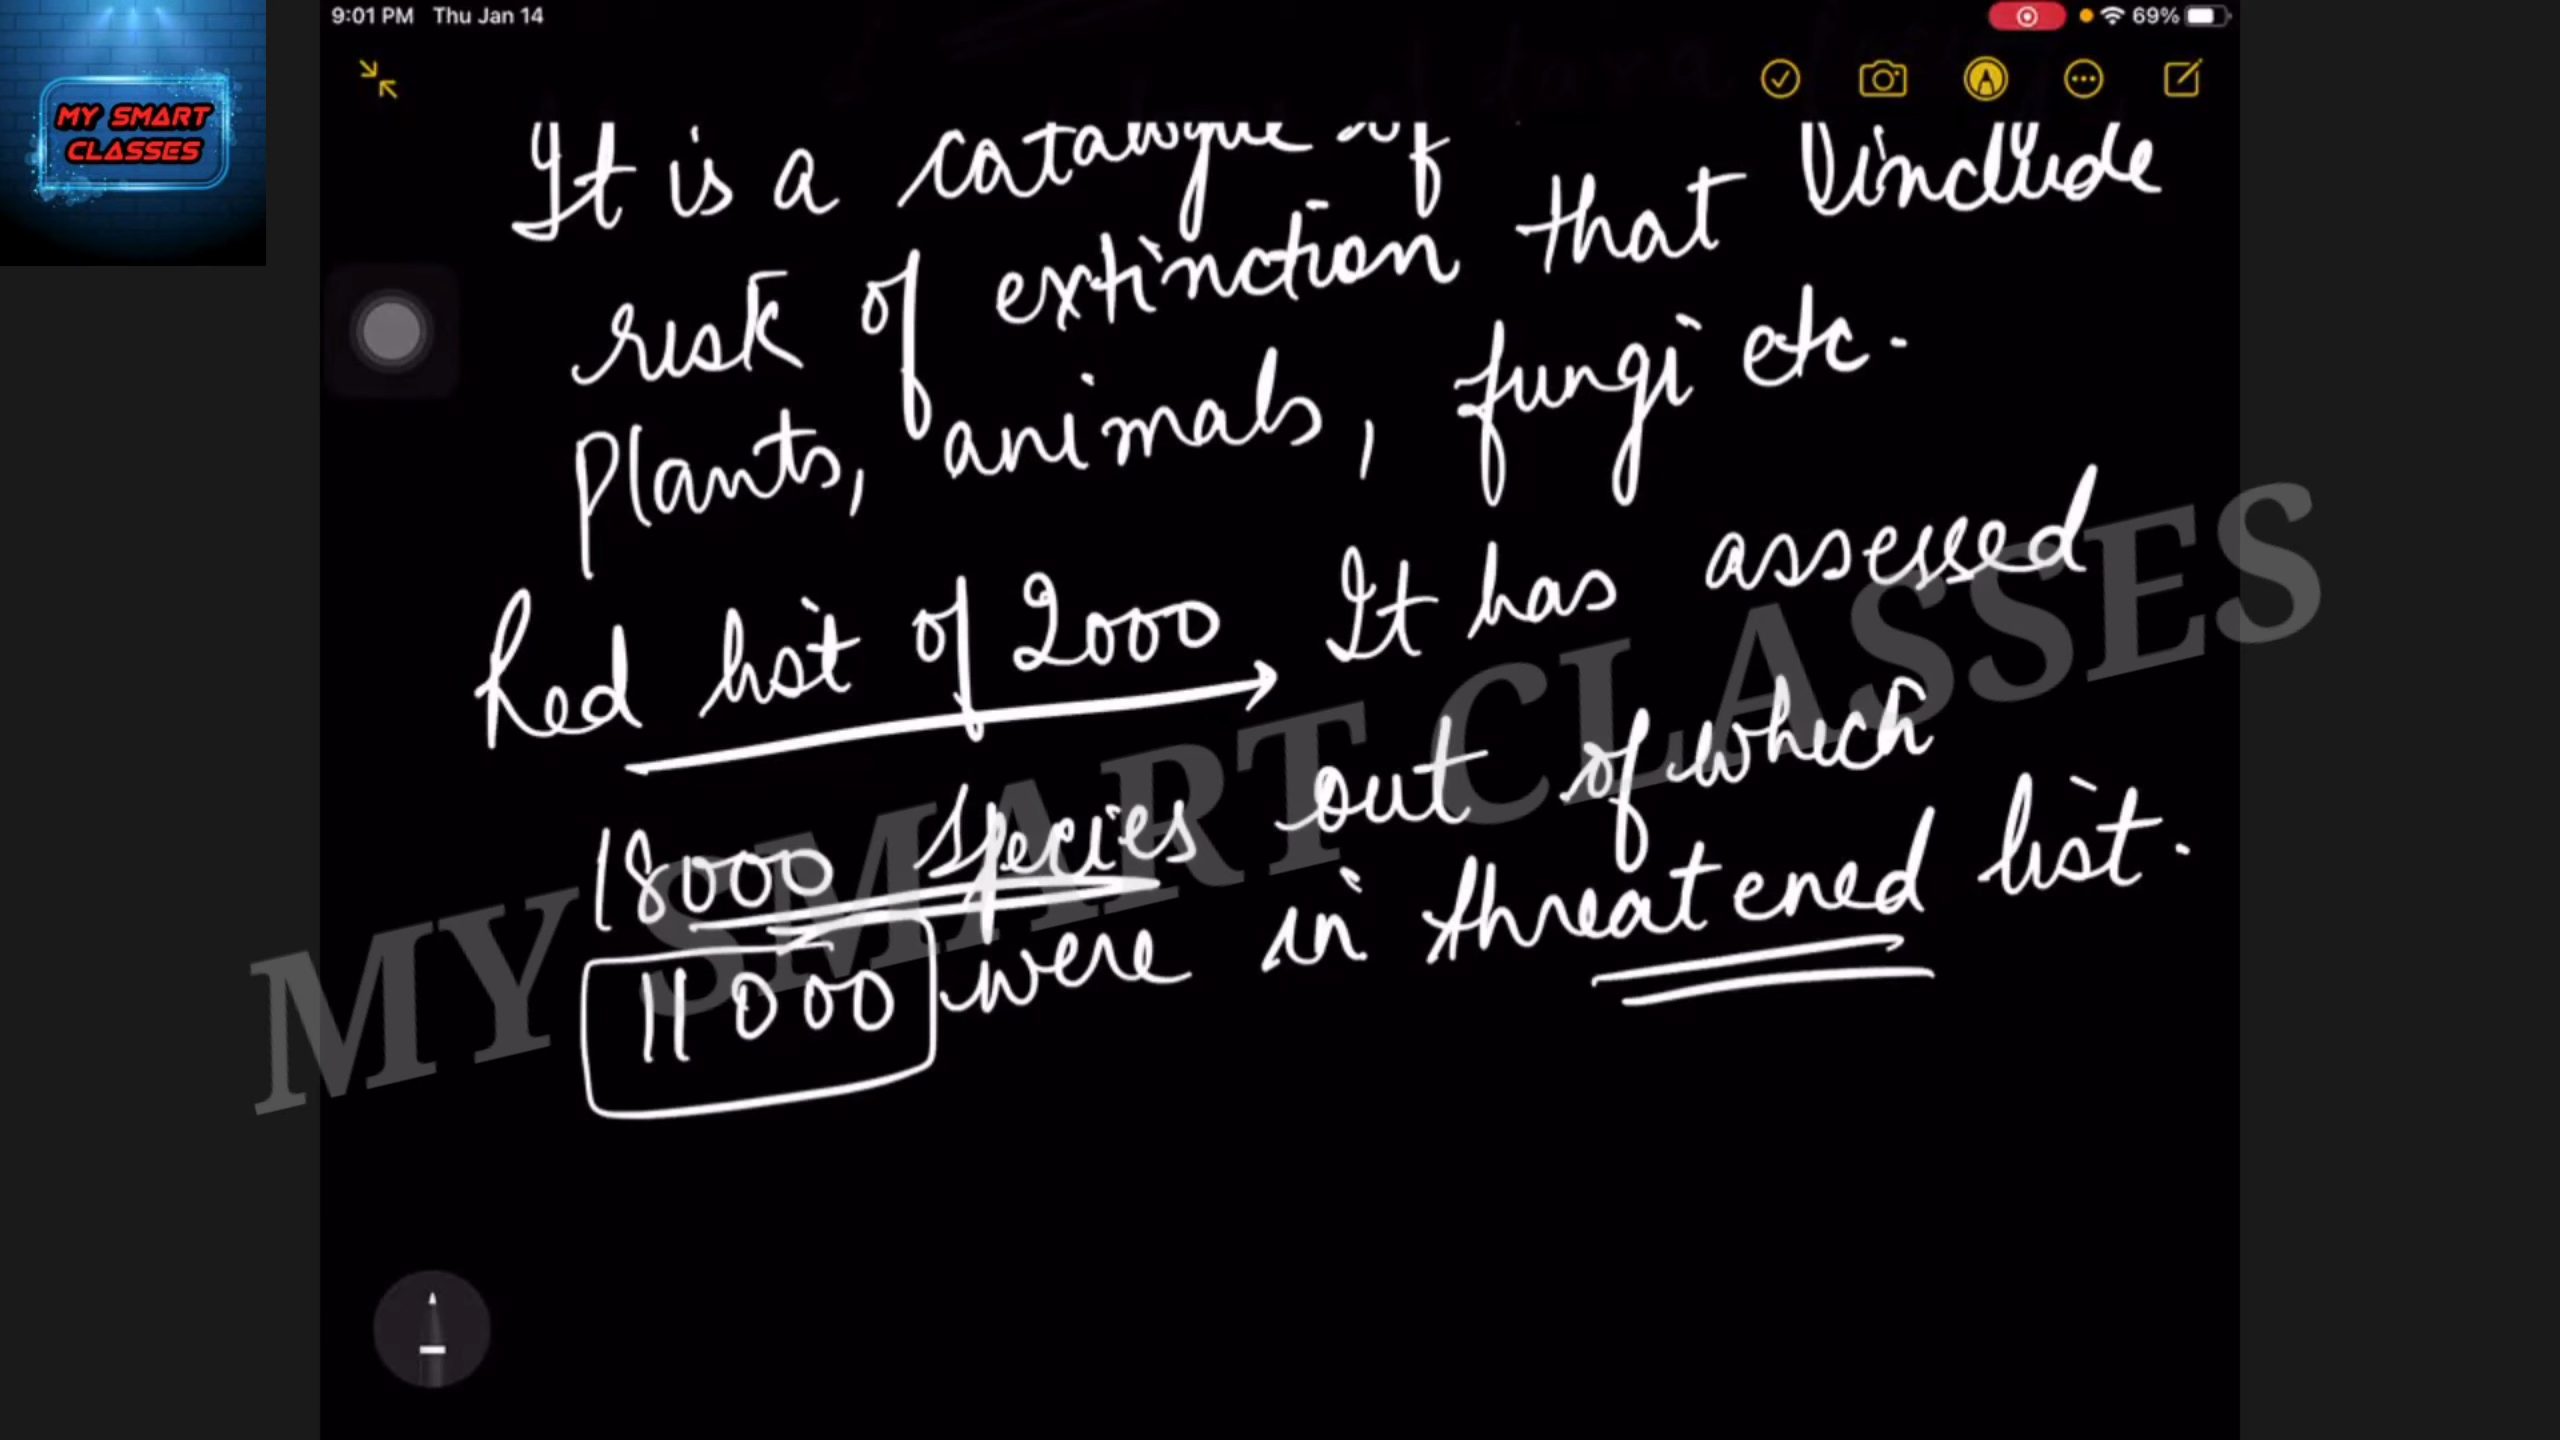 9:01 PM Thu Jan 14
69%
MY SMART
CLASSES
It is a catalogue of include
risk of extinction that
Plants, animals, fungi etc.
Red list of 2000 → It has assessed
18000 species out of which
11000 were in threatened list.
MY SMART CLASSES